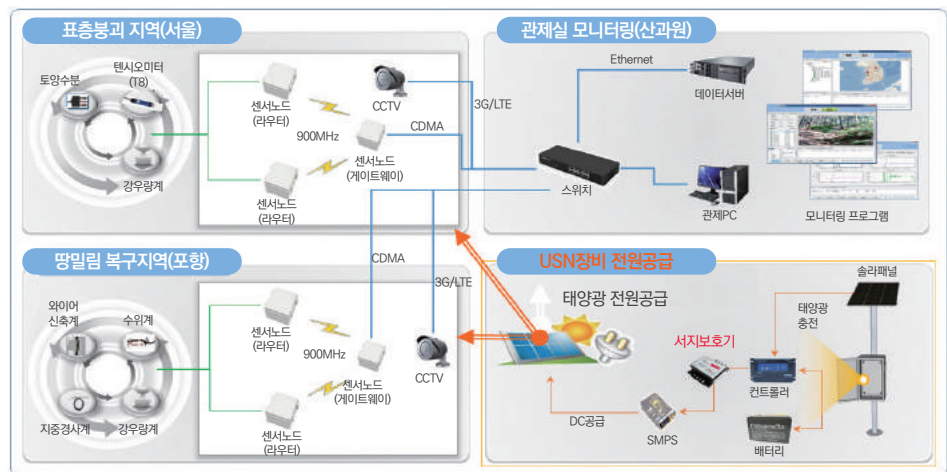 표층붕괴 지역(서울)
토양수분
텐시오미터
(T8)
강우량계
센서노드
(라우터)
900MHz
센서노드
(라우터)
CCTV
센서노드
(게이트웨이)
3G/LTE
CDMA
관제실 모니터링(산과원)
Ethernet
데이터서버
스위치
관제PC
모니터링 프로그램
땅밀림 복구지역(포항)
와이어
신축계
수위계
지중경사계
강우량계
센서노드
(라우터)
900MHz
센서노드
(라우터)
센서노드
(게이트웨이)
CCTV
CDMA
3G/LTE
USN장비 전원공급
태양광 전원공급
솔라패널
태양광
충전
서지보호기
컨트롤러
DC공급
SMPS
배터리